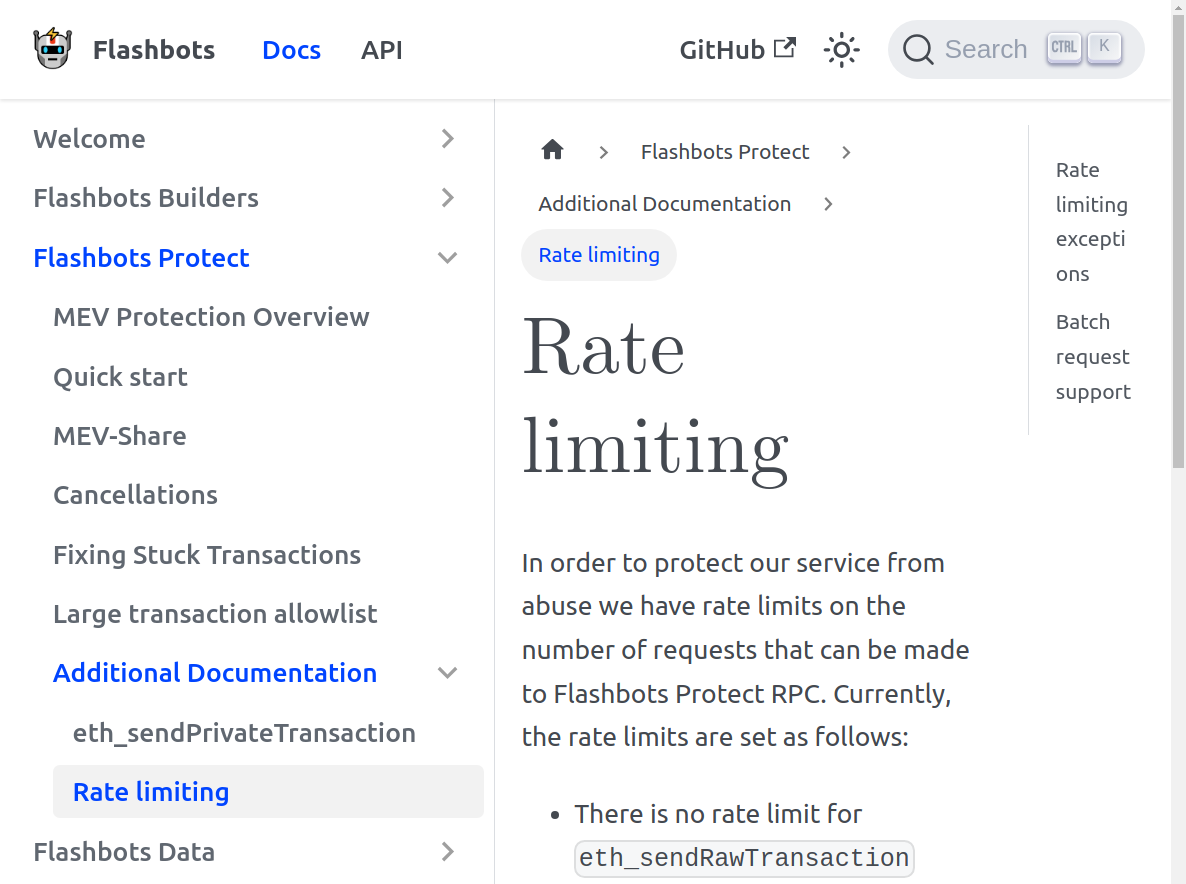 Flashbots Docs API GitHub Search CTRL K
Welcome
Flashbots Builders
Flashbots Protect
MEV Protection Overview
Quick start
MEV-Share
Cancellations
Fixing Stuck Transactions
Large transaction allowlist
Additional Documentation
eth_sendPrivateTransaction
Rate limiting
Flashbots Data
Flashbots Protect
Additional Documentation
Rate limiting
Rate
limiting
In order to protect our service from
abuse we have rate limits on the
number of requests that can be made
to Flashbots Protect RPC. Currently,
the rate limits are set as follows:
There is no rate limit for
eth_sendRawTransaction
Rate
limiting
excepti
ons
Batch
request
support